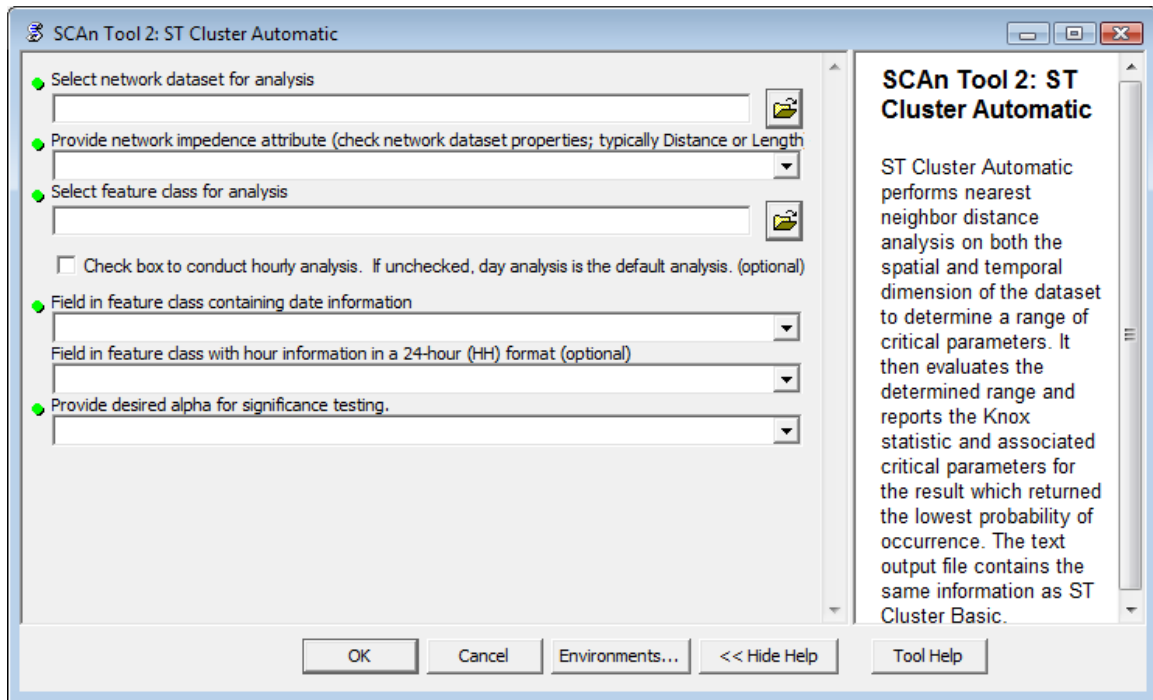 SCAn Tool 2: ST Cluster Automatic
Select network dataset for analysis
Provide network impedence attribute (check network dataset properties; typically Distance or Length
Select feature class for analysis
Check box to conduct hourly analysis.  If unchecked, day analysis is the default analysis. (optional)
Field in feature class containing date information
Field in feature class with hour information in a 24-hour (HH) format (optional)
Provide desired alpha for significance testing.
SCAn Tool 2: ST
Cluster Automatic
ST Cluster Automatic
performs nearest
neighbor distance
analysis on both the
spatial and temporal
dimension of the dataset
to determine a range of
critical parameters. It
then evaluates the
determined range and
reports the Knox
statistic and associated
critical parameters for
the result which returned
the lowest probability of
occurrence. The text
output file contains the
same information as ST
Cluster Basic.
OK
Cancel
Environments...
<< Hide Help
Tool Help